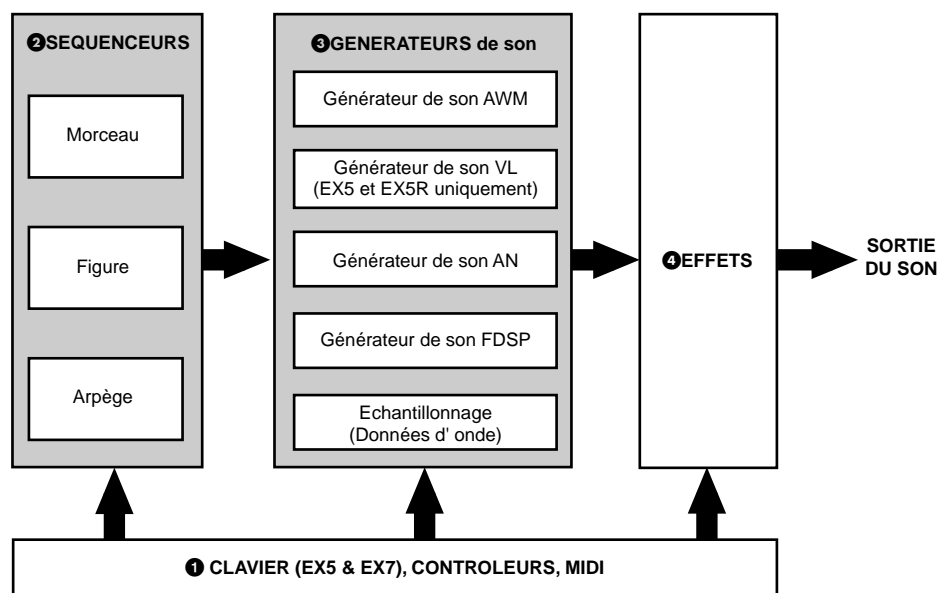 ❷SEQUENCEURS
Morceau
Figure
Arpège
❸GENERATEURS de son
Générateur de son AWM
Générateur de son VL
(EX5 et EX5R uniquement)
Générateur de son AN
Générateur de son FDSP
Echantillonnage
(Données d' onde)
❹EFFETS
SORTIE
DU SON
❶ CLAVIER (EX5 & EX7), CONTROLEURS, MIDI